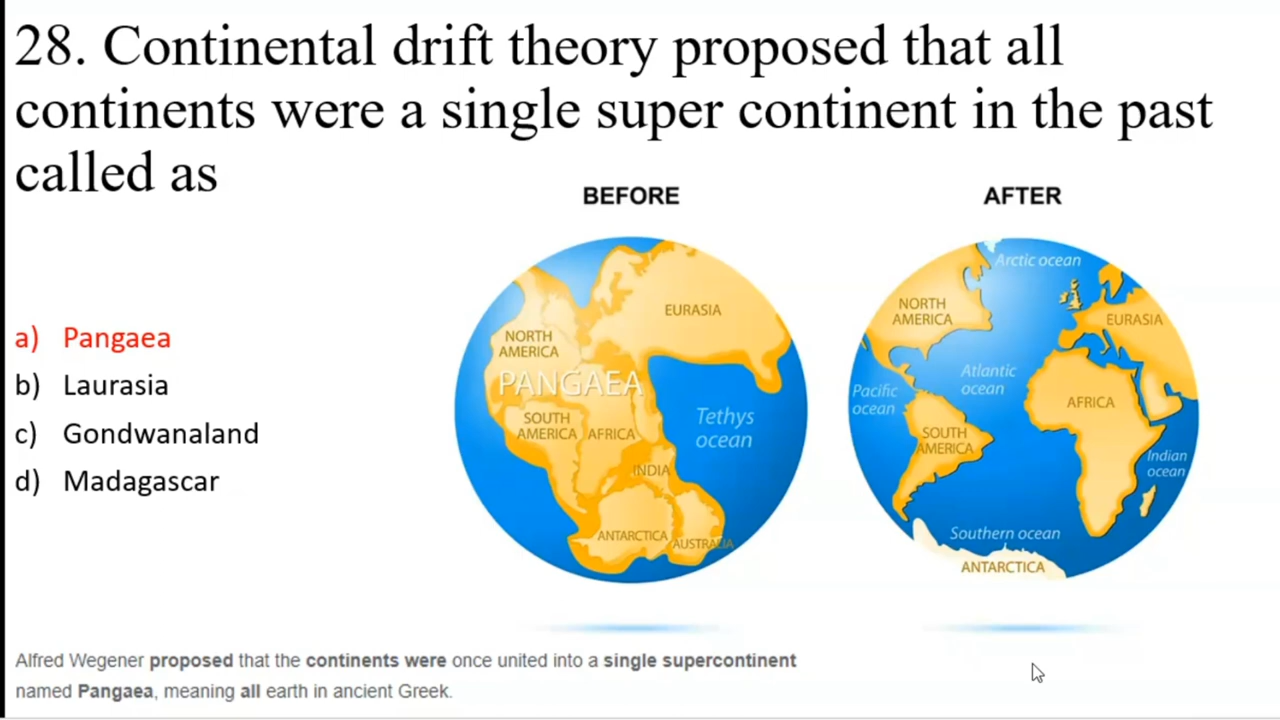 28. Continental drift theory proposed that all
continents were a single super continent in the past
called as
BEFORE
AFTER
a) Pangaea
b) Laurasia
c) Gondwanaland
d) Madagascar
EURASIA
NORTH
AMERICA
PANGAEA
SOUTH
AMERICA
AFRICA
Tethys
ocean
INDIA
ANTARCTICA
AUSTRALIA
Arctic ocean
NORTH
AMERICA
EURASIA
Atlantic
ocean
Pacific
ocean
AFRICA
SOUTH
AMERICA
Indian
ocean
Southern ocean
ANTARCTICA
Alfred Wegener proposed that the continents were once united into a single supercontinent
named Pangaea, meaning all earth in ancient Greek.